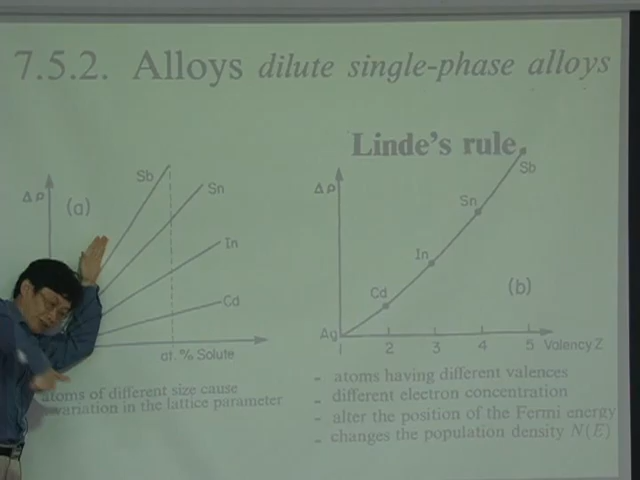 7.5.2. Alloys dilute single-phase alloys
Linde's rule
Δρ
(a)
Sb
Sn
In
Cd
at. % Solute
atoms of different size cause
variation in the lattice parameter
Δρ
Sb
Sn
In
Cd
(b)
Ag
1 2 3 4 5 Valency Z
- atoms having different valences
- different electron concentration
- alter the position of the Fermi energy
- changes the population density N(E)